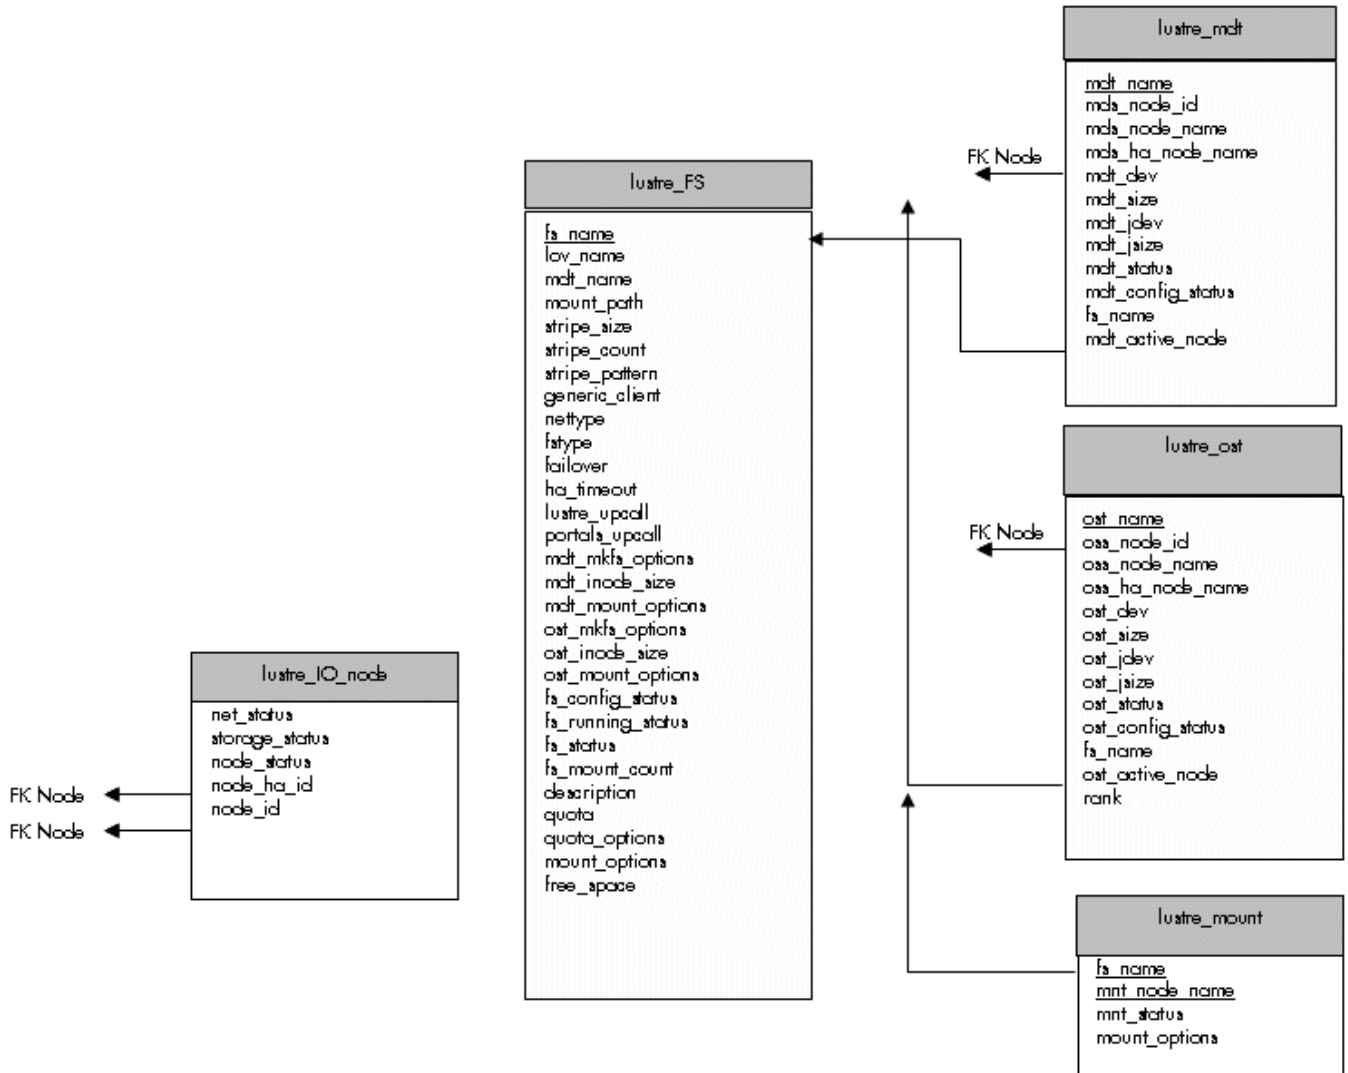 lustre_mdt
mdt_name
mds_node_id
mds_node_name
mds_ha_node_name
mdt_dev
mdt_size
mdt_jdev
mdt_jsize
mdt_status
mdt_config_status
fs_name
mdt_active_node
FK Node
lustre_FS
fs_name
lov_name
mdt_name
mount_path
stripe_size
stripe_count
stripe_pattern
generic_client
nettype
fstype
failover
ha_timeout
lustre_upcall
portals_upcall
mdt_mkfs_options
mdt_inode_size
mdt_mount_options
ost_mkfs_options
ost_inode_size
ost_mount_options
fs_config_status
fs_running_status
fs_status
fs_mount_count
description
quota
quota_options
mount_options
free_space
lustre_ost
ost_name
oss_node_id
oss_node_name
oss_ha_node_name
ost_dev
ost_size
ost_jdev
ost_jsize
ost_status
ost_config_status
fs_name
ost_active_node
rank
FK Node
lustre_IO_node
net_status
storage_status
node_status
node_ha_id
node_id
FK Node
FK Node
lustre_mount
fs_name
mnt_node_name
mnt_status
mount_options